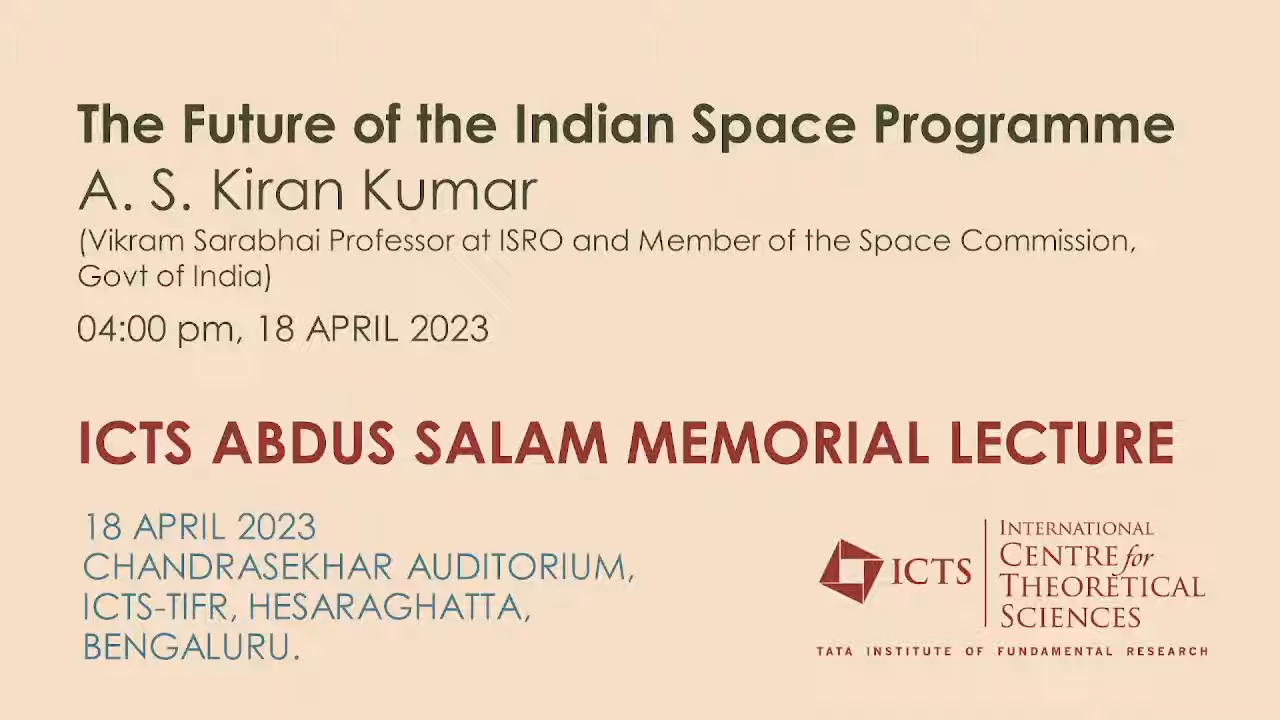 The Future of the Indian Space Programme
A. S. Kiran Kumar
(Vikram Sarabhai Professor at ISRO and Member of the Space Commission,
Govt of India)
04:00 pm, 18 APRIL 2023
ICTS ABDUS SALAM MEMORIAL LECTURE
18 APRIL 2023
CHANDRASEKHAR AUDITORIUM,
ICTS-TIFR, HESARAGHATTA,
BENGALURU.
ICTS
INTERNATIONAL
CENTRE for
THEORETICAL
SCIENCES
TATA INSTITUTE OF FUNDAMENTAL RESEARCH